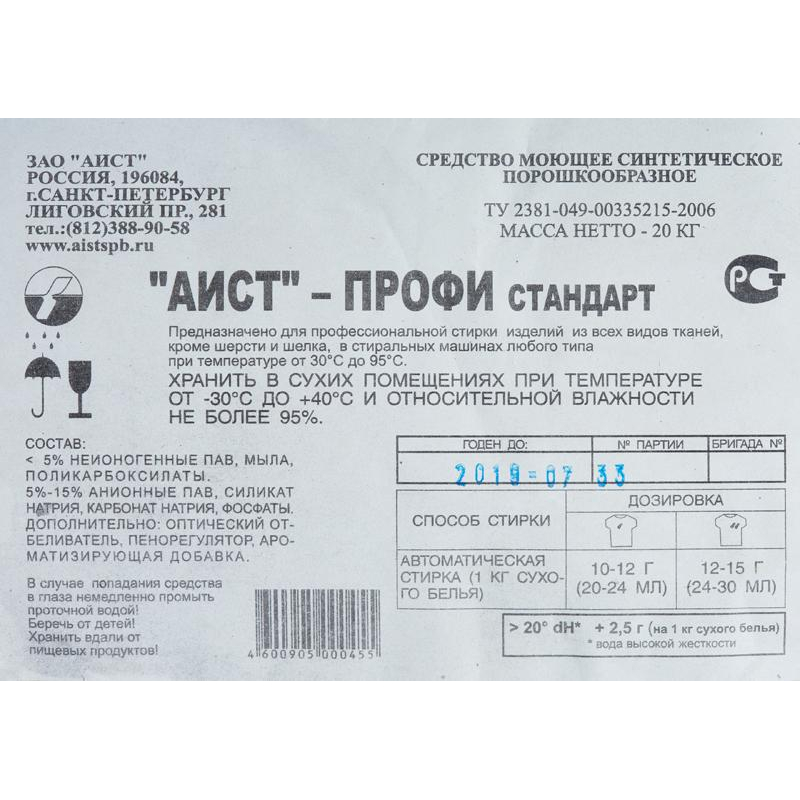 ЗАО "АИСТ"
РОССИЯ, 196084,
г.САНКТ-ПЕТЕРБУРГ
ЛИГОВСКИЙ ПР., 281
тел.:(812)388-90-58
www.aistspb.ru
СРЕДСТВО МОЮЩЕЕ СИНТЕТИЧЕСКОЕ
ПОРОШКООБРАЗНОЕ
ТУ 2381-049-00335215-2006
МАССА НЕТТО - 20 КГ
"АИСТ" – ПРОФИ СТАНДАРТ
РСТ
Предназначено для профессиональной стирки изделий из всех видов тканей,
кроме шерсти и шелка, в стиральных машинах любого типа
при температуре от 30°С до 95°С.
ХРАНИТЬ В СУХИХ ПОМЕЩЕНИЯХ ПРИ ТЕМПЕРАТУРЕ
ОТ -30°С ДО +40°С И ОТНОСИТЕЛЬНОЙ ВЛАЖНОСТИ
НЕ БОЛЕЕ 95%.
СОСТАВ:
< 5% НЕИОНОГЕННЫЕ ПАВ, МЫЛА,
ПОЛИКАРБОКСИЛАТЫ.
5%-15% АНИОННЫЕ ПАВ, СИЛИКАТ
НАТРИЯ, КАРБОНАТ НАТРИЯ, ФОСФАТЫ.
ДОПОЛНИТЕЛЬНО: ОПТИЧЕСКИЙ ОТ-
БЕЛИВАТЕЛЬ, ПЕНОРЕГУЛЯТОР, АРО-
МАТИЗИРУЮЩАЯ ДОБАВКА.
В случае попадания средства
в глаза немедленно промыть
проточной водой!
Беречь от детей!
Хранить вдали от
пищевых продуктов!
4 600905 000455
ГОДЕН ДО: № ПАРТИИ БРИГАДА №
2019=07 33
СПОСОБ СТИРКИ ДОЗИРОВКА
АВТОМАТИЧЕСКАЯ
СТИРКА (1 КГ СУХО-
ГО БЕЛЬЯ)
10-12 Г
(20-24 МЛ)
12-15 Г
(24-30 МЛ)
> 20° dH* + 2,5 г (на 1 кг сухого белья)
* вода высокой жесткости